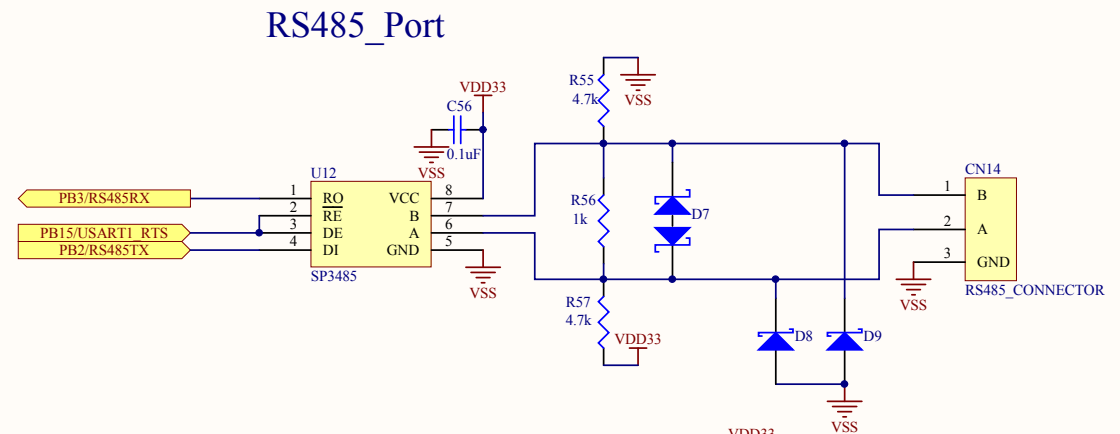 RS485_Port
R55
4.7k
VSS
VDD33
C56
0.1uF
VSS
U12
PB3/RS485RX
PB15/USART1_RTS
PB2/RS485TX
1 RO VCC 8
2 RE B 7
3 DE A 6
4 DI GND 5
SP3485
VSS
R56
1k
D7
R57
4.7k
VDD33
D8
D9
VSS
CN14
1 B
2 A
3 GND
VSS
RS485_CONNECTOR
VDD33